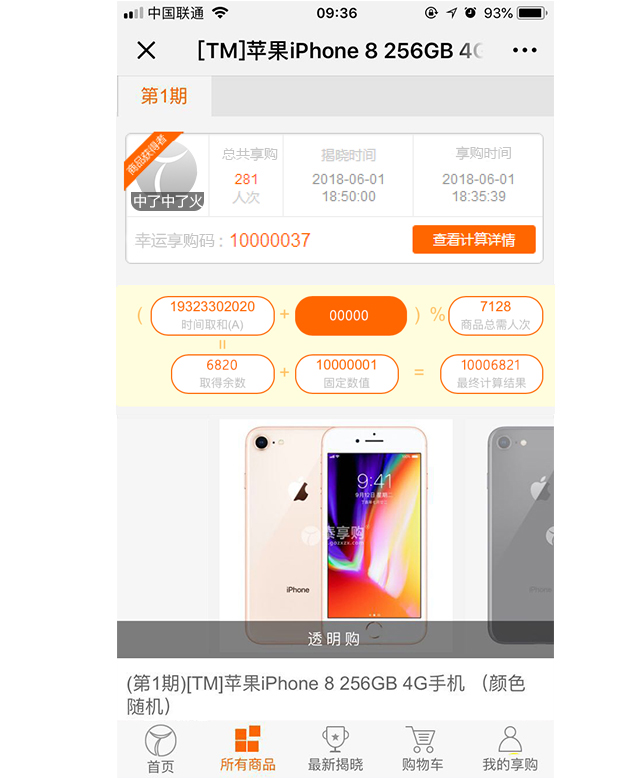 中国联通 09:36 93%
[TM]苹果iPhone 8 256GB 4G
第1期
商品获得者
中了中了火
总共享购
281
人次
揭晓时间
2018-06-01
18:50:00
享购时间
2018-06-01
18:35:39
幸运享购码：10000037
查看计算详情
( 19323302020 + 00000 ) % 7128
时间取和(A) 商品总需人次
=
6820 + 10000001 = 10006821
取得余数 固定数值 最终计算结果
9:41
9月12日 星期二
泰享购
iPhone
透明购
(第1期)[TM]苹果iPhone 8 256GB 4G手机 （颜色
随机）
首页 所有商品 最新揭晓 购物车 我的享购